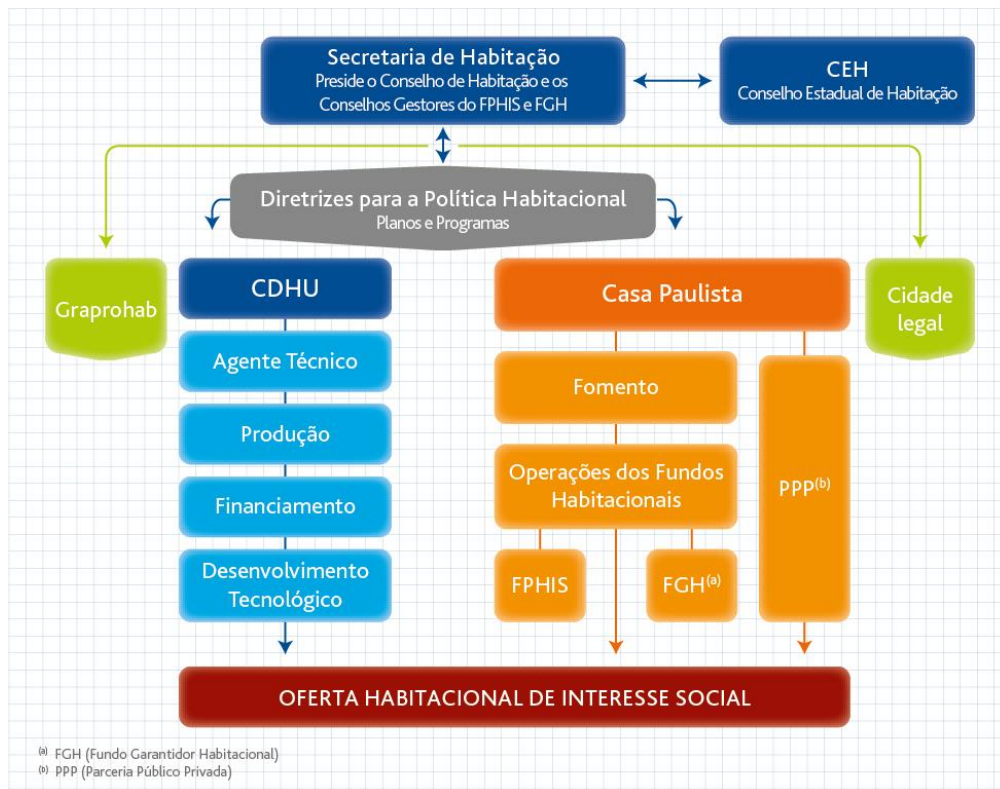 Secretaria de Habitação
Preside o Conselho de Habitação e os
Conselhos Gestores do FPHIS e FGH
CEH
Conselho Estadual de Habitação
Diretrizes para a Política Habitacional
Planos e Programas
Graprohab
CDHU
Agente Técnico
Produção
Financiamento
Desenvolvimento
Tecnológico
Casa Paulista
Fomento
Operações dos Fundos
Habitacionais
FPHIS
FGH(a)
PPP(b)
Cidade
legal
OFERTA HABITACIONAL DE INTERESSE SOCIAL
(a) FGH (Fundo Garantidor Habitacional)
(b) PPP (Parceria Público Privada)